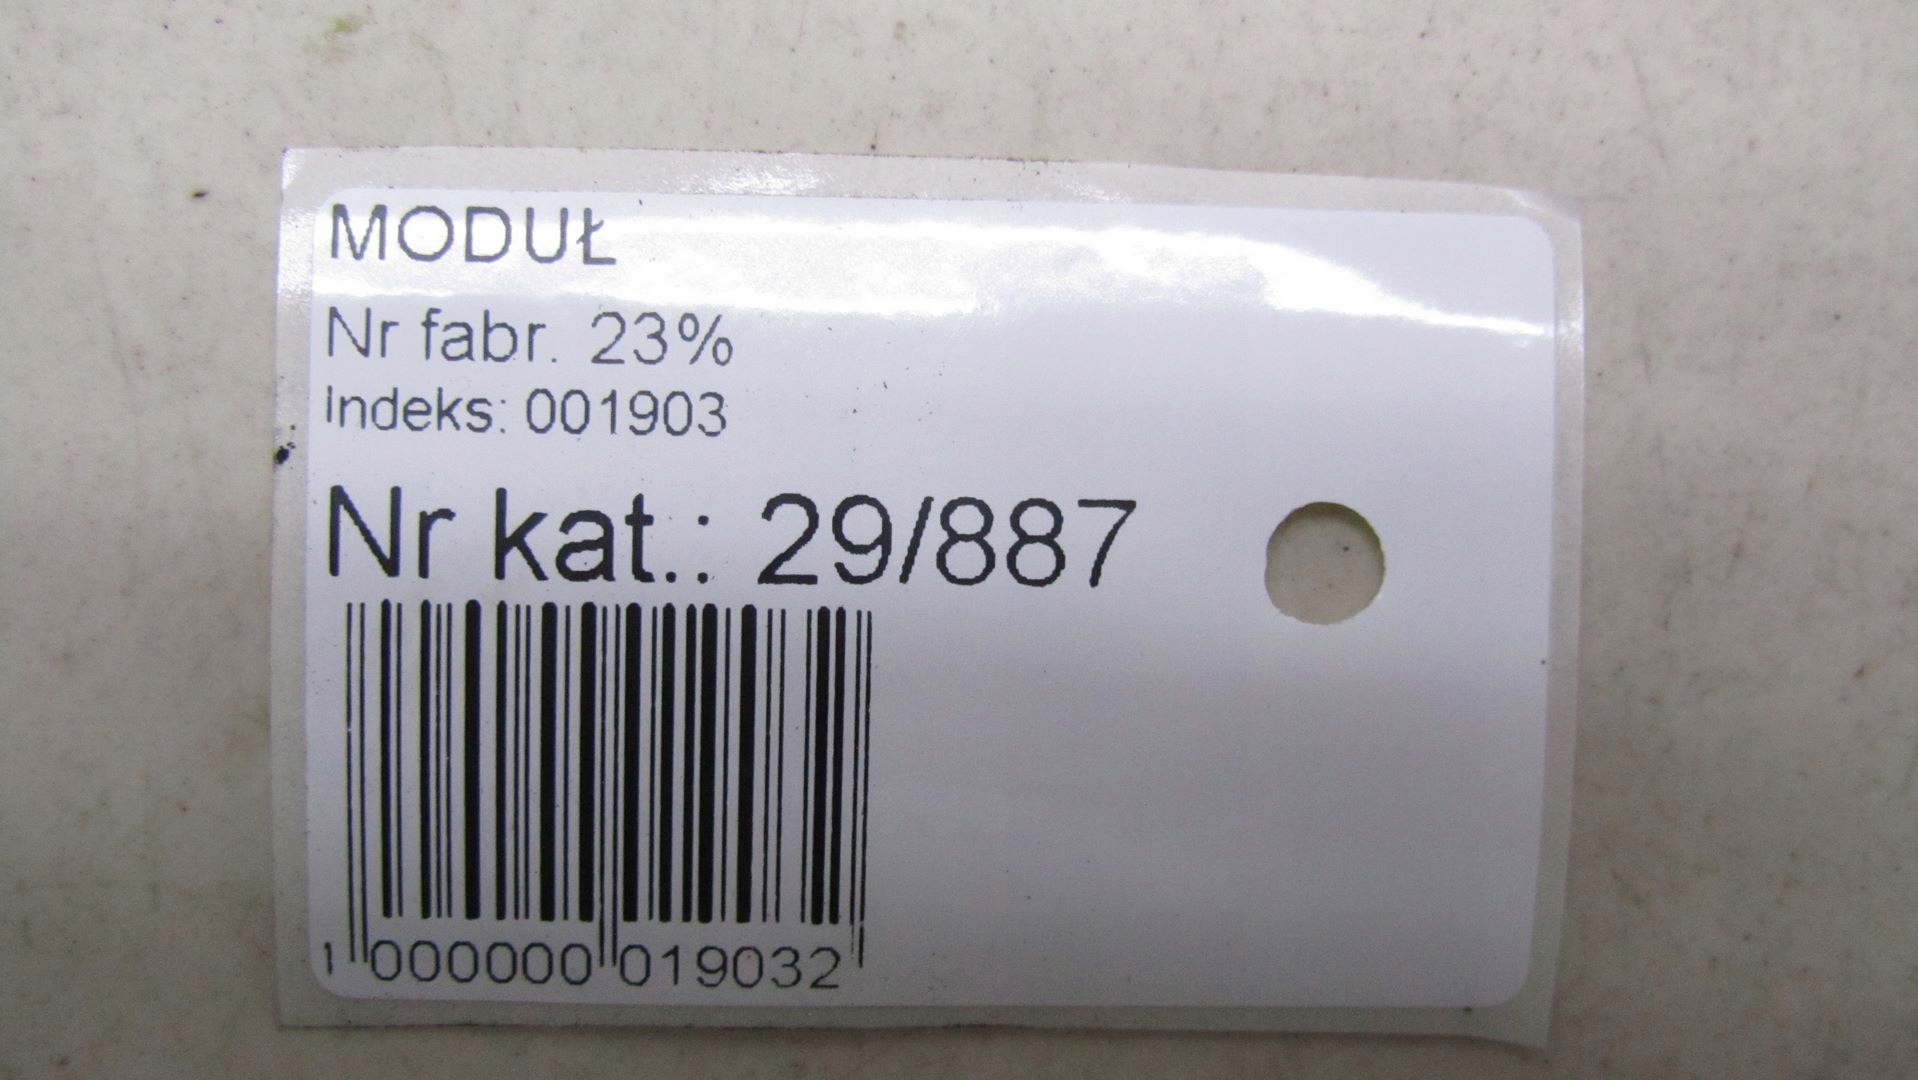 MODUŁ
Nr fabr. 23%
Indeks: 001903
Nr kat.: 29/887
1 000000 019032